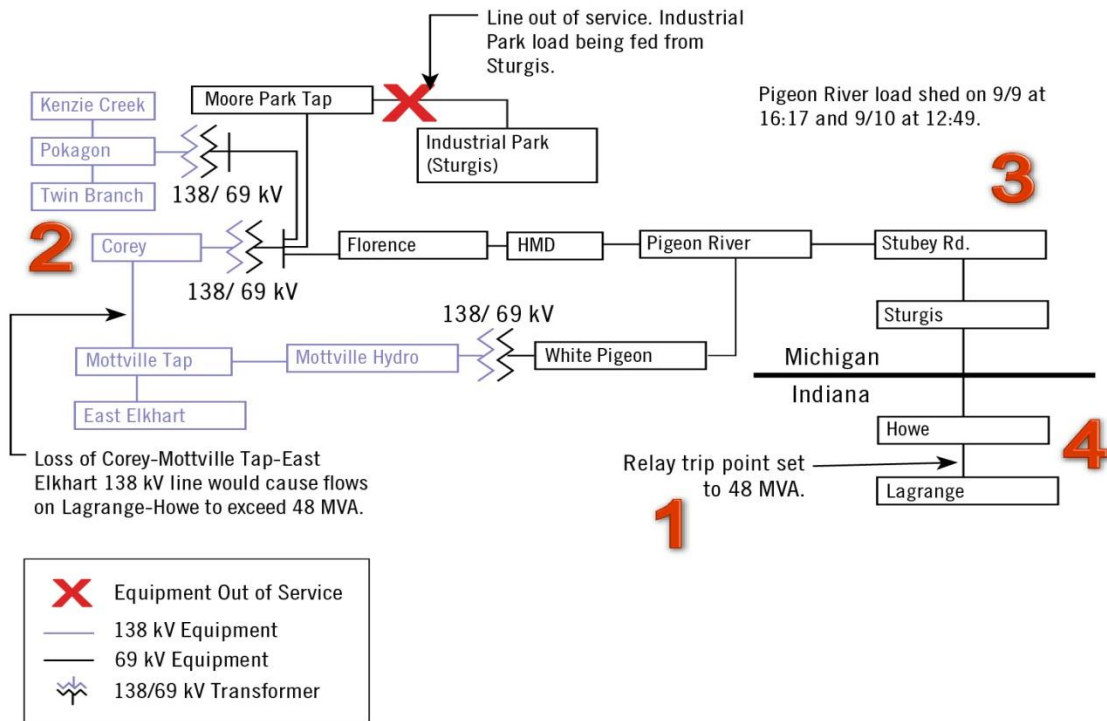 Line out of service. Industrial
Park load being fed from
Sturgis.
Kenzie Creek
Moore Park Tap
Pigeon River load shed on 9/9 at
16:17 and 9/10 at 12:49.
Pokagon
Industrial Park
(Sturgis)
Twin Branch
138/ 69 kV
3
2
Corey
Florence
HMD
Pigeon River
Stubey Rd.
138/ 69 kV
138/ 69 kV
Sturgis
Mottville Tap
Mottville Hydro
White Pigeon
Michigan
Indiana
East Elkhart
Howe
4
Loss of Corey-Mottville Tap-East
Elkhart 138 kV line would cause flows
on Lagrange-Howe to exceed 48 MVA.
Relay trip point set
to 48 MVA.
Lagrange
1
Equipment Out of Service
138 kV Equipment
69 kV Equipment
138/69 kV Transformer